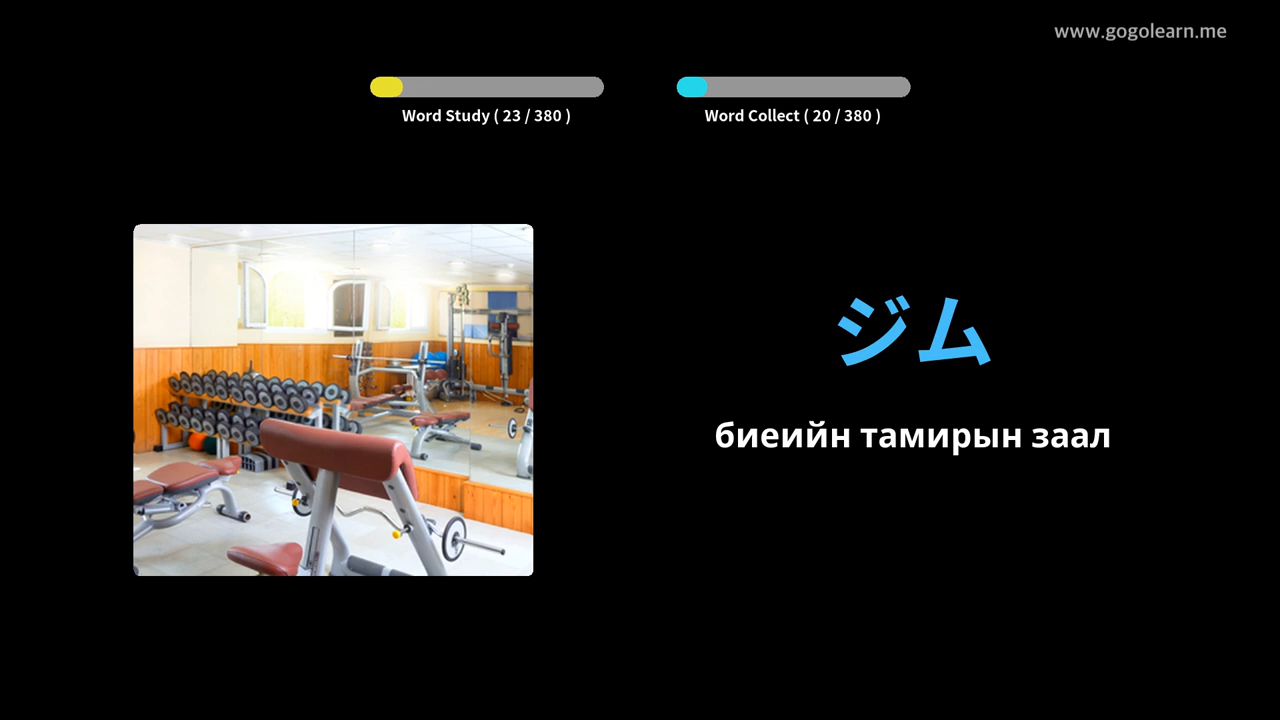 www.gogolearn.me
Word Study ( 23 / 380 )
Word Collect ( 20 / 380 )
ジム
биеийн тамирын заал